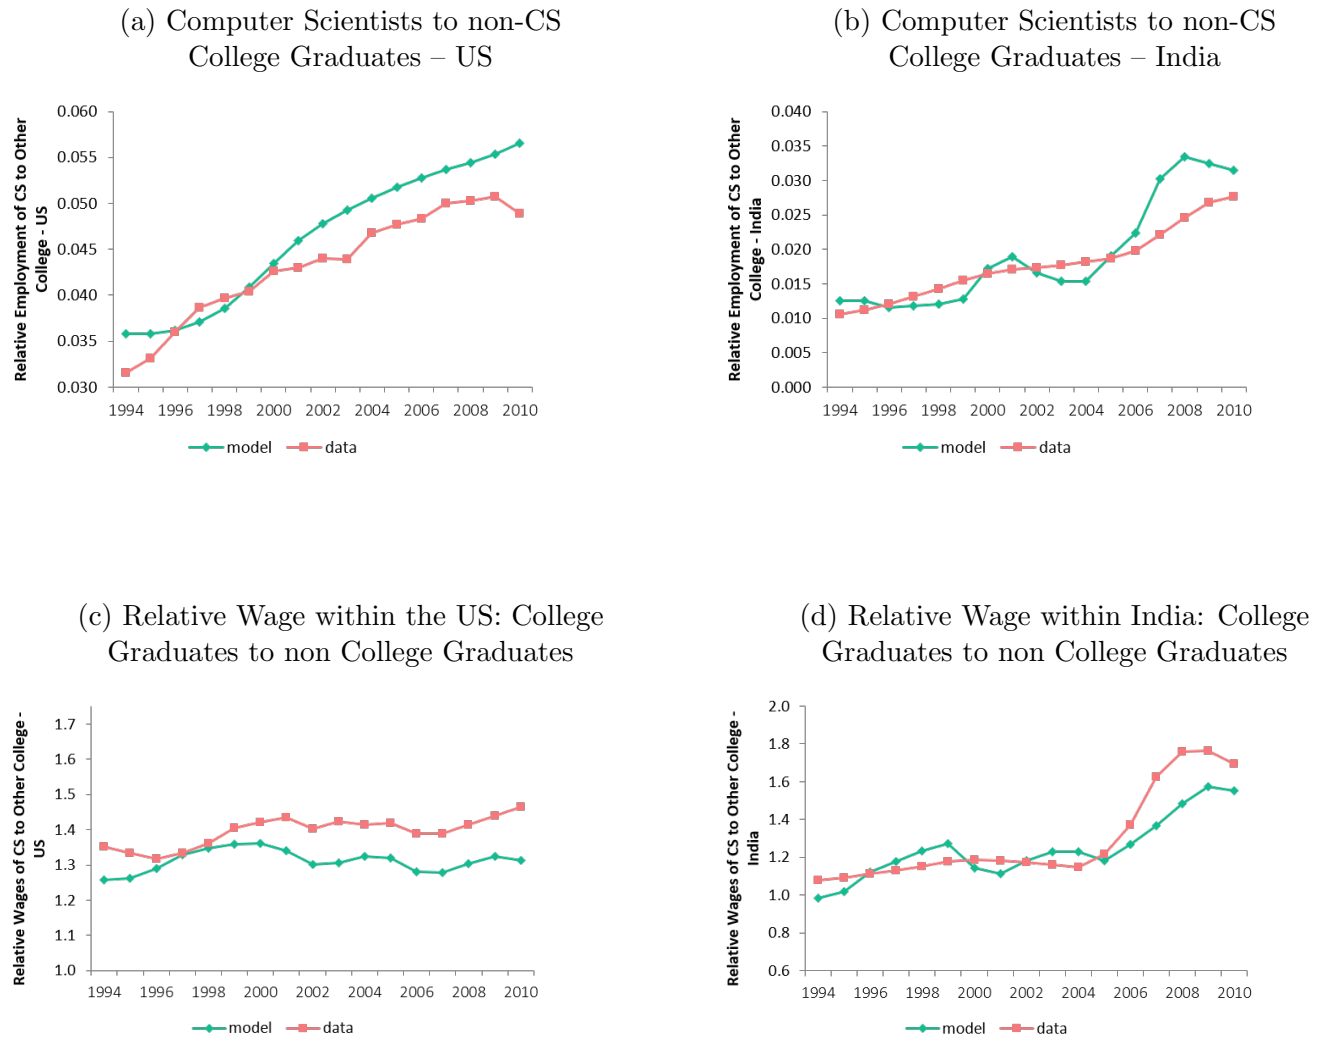 (a) Computer Scientists to non-CS
College Graduates – US
Relative Employment of CS to Other
College - US
0.060
0.055
0.050
0.045
0.040
0.035
0.030
1994 1996 1998 2000 2002 2004 2006 2008 2010
model data
(b) Computer Scientists to non-CS
College Graduates – India
Relative Employment of CS to Other
College - India
0.040
0.035
0.030
0.025
0.020
0.015
0.010
0.005
0.000
1994 1996 1998 2000 2002 2004 2006 2008 2010
model data
(c) Relative Wage within the US: College
Graduates to non College Graduates
Relative Wages of CS to Other College -
US
1.7
1.6
1.5
1.4
1.3
1.2
1.1
1.0
1994 1996 1998 2000 2002 2004 2006 2008 2010
model data
(d) Relative Wage within India: College
Graduates to non College Graduates
Relative Wages of CS to Other College -
India
2.0
1.8
1.6
1.4
1.2
1.0
0.8
0.6
1994 1996 1998 2000 2002 2004 2006 2008 2010
model data